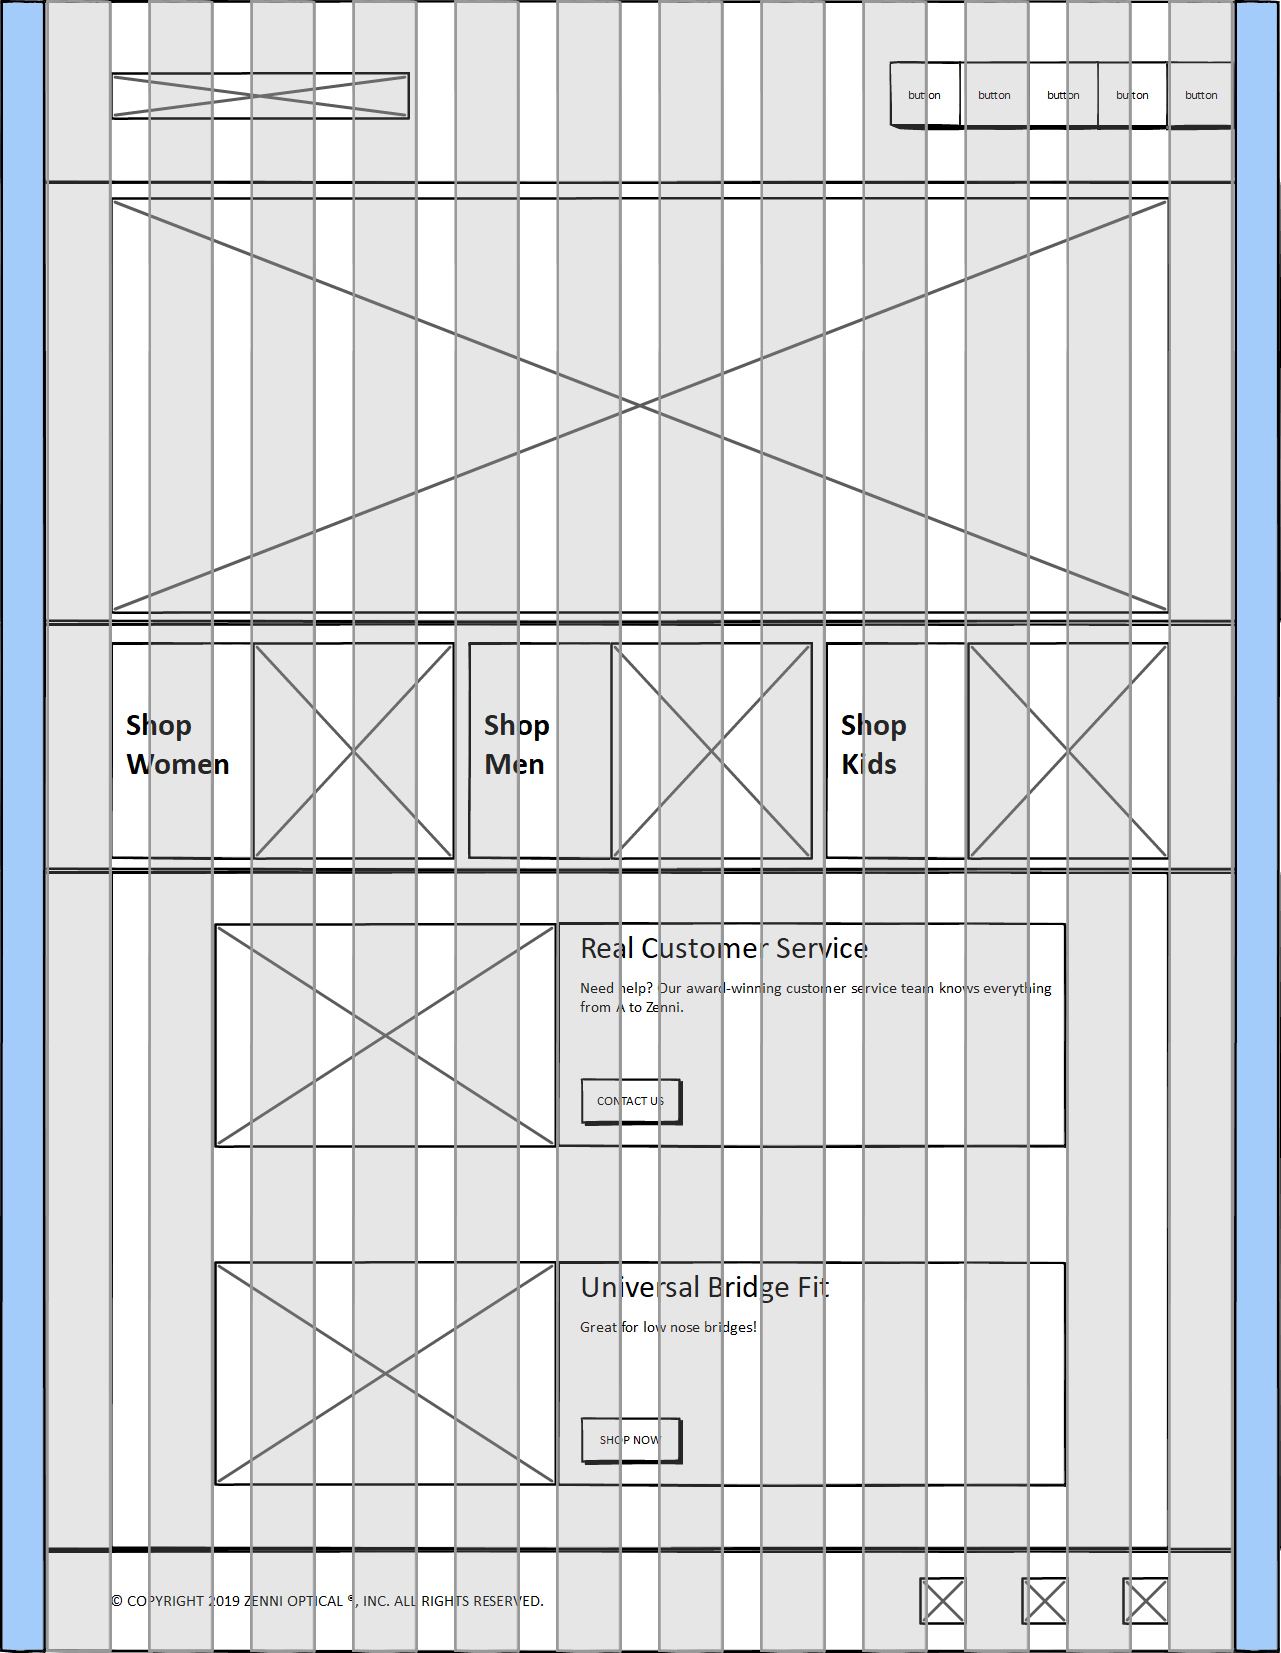 button button button button button
Shop
Women
Shop
Men
Shop
Kids
Real Customer Service
Need help? Our award-winning customer service team knows everything
from A to Zenni.
CONTACT US
Universal Bridge Fit
Great for low nose bridges!
SHOP NOW
© COPYRIGHT 2019 ZENNI OPTICAL ®, INC. ALL RIGHTS RESERVED.